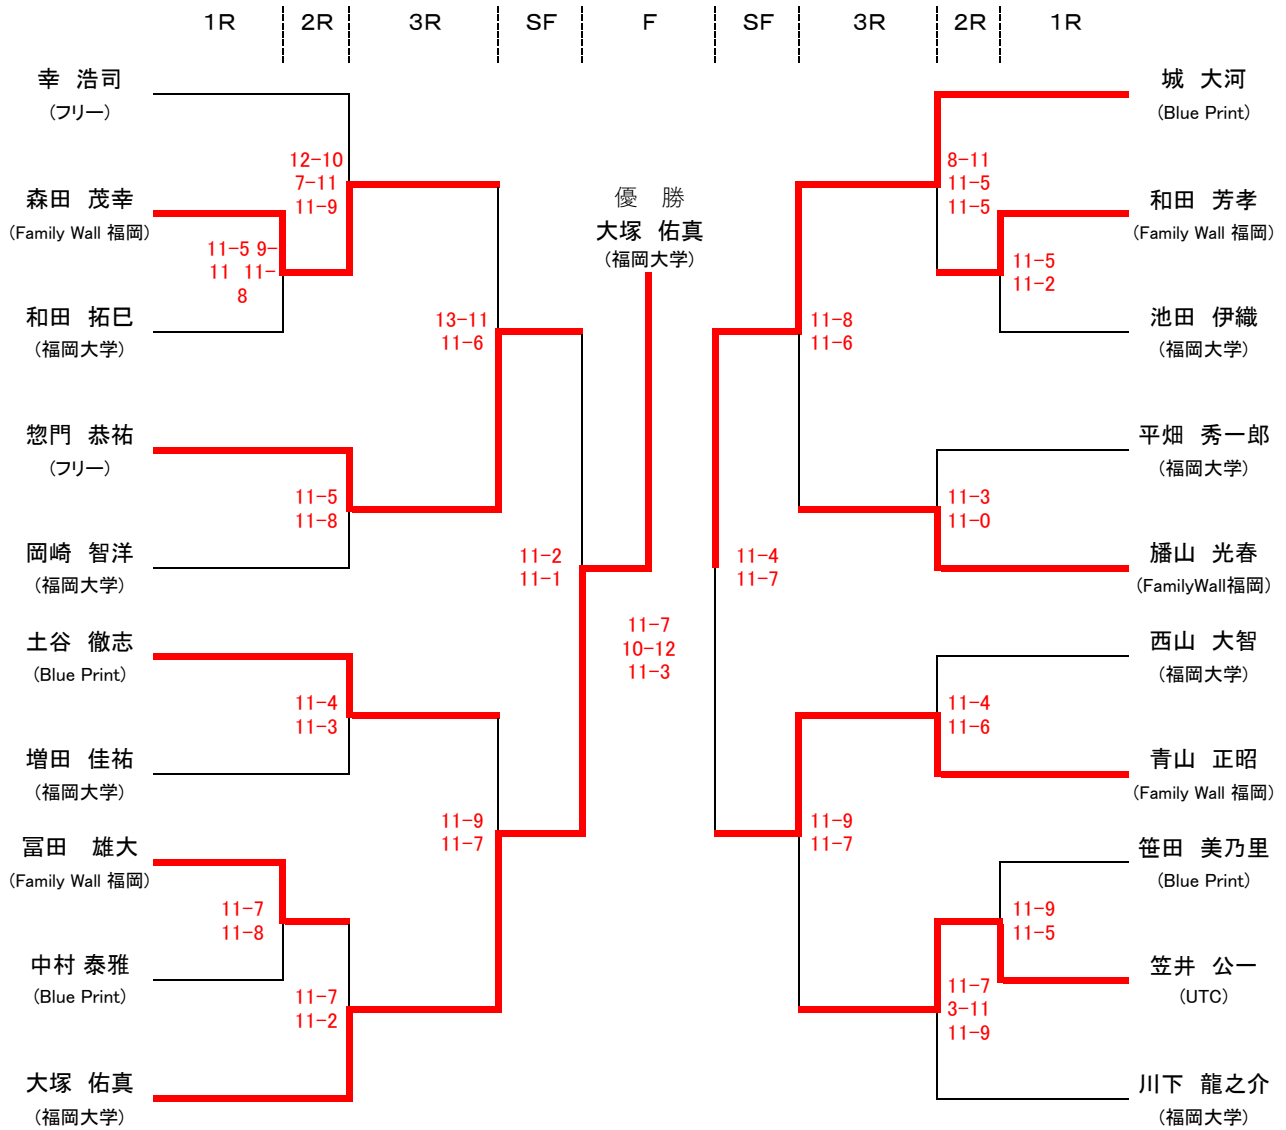 1R 2R 3R SF F SF 3R 2R 1R
幸 浩司
(フリー)
森田 茂幸
(Family Wall 福岡)
和田 拓巳
(福岡大学)
惣門 恭祐
(フリー)
岡崎 智洋
(福岡大学)
土谷 徹志
(Blue Print)
増田 佳祐
(福岡大学)
冨田 雄大
(Family Wall 福岡)
中村 泰雅
(Blue Print)
大塚 佑真
(福岡大学)
11-5 9-
11 11-
8
11-7
11-8
12-10
7-11
11-9
11-5
11-8
11-4
11-3
11-7
11-2
13-11
11-6
11-9
11-7
11-2
11-1
優 勝
大塚 佑真
(福岡大学)
11-7
10-12
11-3
11-4
11-7
11-8
11-6
11-9
11-7
8-11
11-5
11-5
11-3
11-0
11-4
11-6
11-7
3-11
11-9
11-5
11-2
11-9
11-5
城 大河
(Blue Print)
和田 芳孝
(Family Wall 福岡)
池田 伊織
(福岡大学)
平畑 秀一郎
(福岡大学)
山 光春
(FamilyWall福岡)
西山 大智
(福岡大学)
青山 正昭
(Family Wall 福岡)
笹田 美乃里
(Blue Print)
笠井 公一
(UTC)
川下 龍之介
(福岡大学)